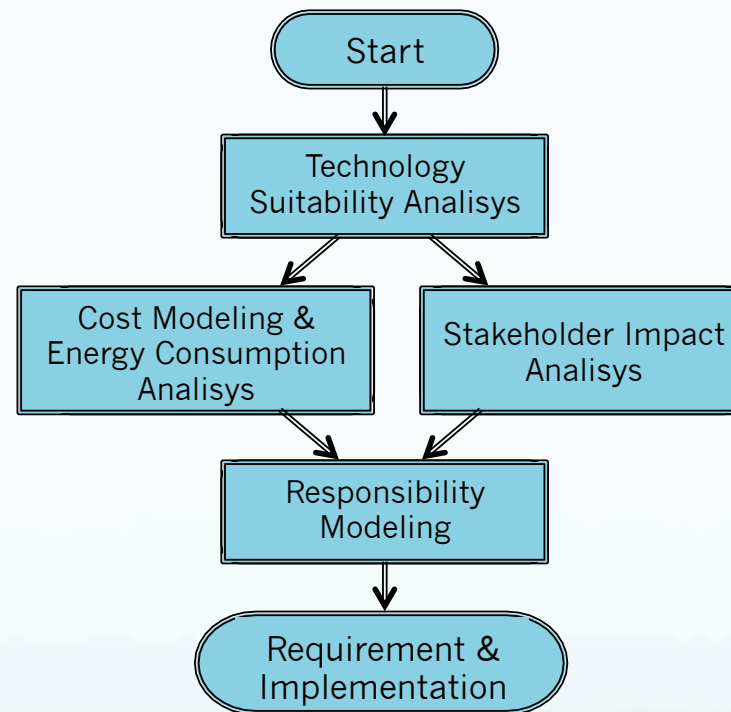 Start
Technology
Suitability Analisys
Cost Modeling &
Energy Consumption
Analisys
Stakeholder Impact
Analisys
Responsibility
Modeling
Requirement &
Implementation